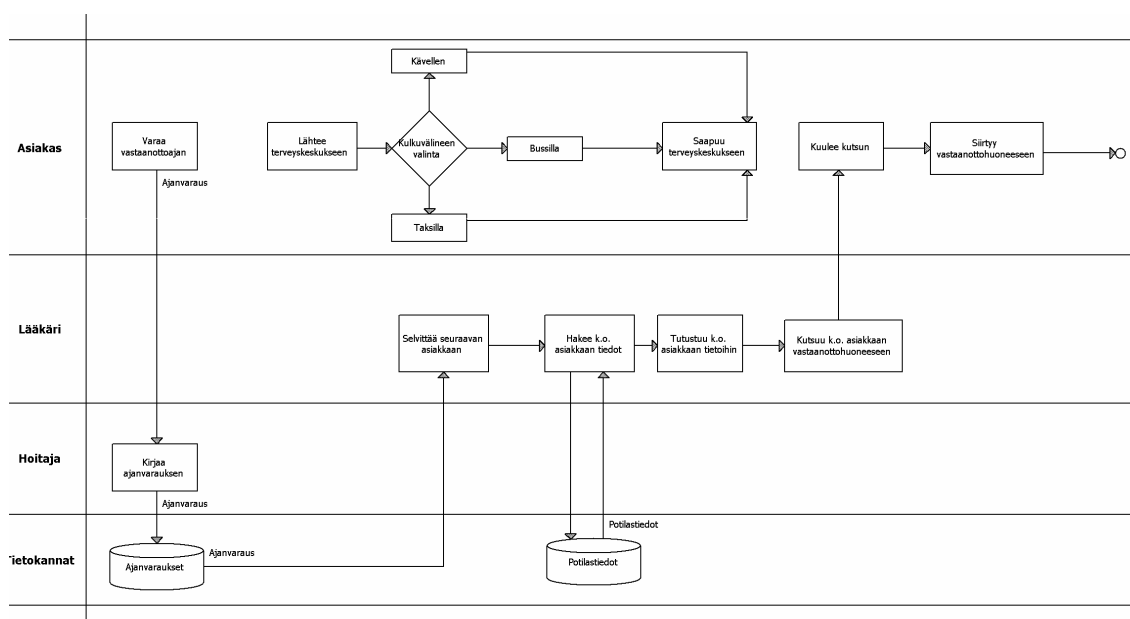 Asiakas
Kävellen
Varaa
vastaanottoajan
Lähtee
terveyskeskukseen
Kulkuvälineen
valinta
Bussilla
Saapuu
terveyskeskukseen
Kuulee kutsun
Siirtyy
vastaanottohuoneeseen
Ajanvaraus
Taksilla
Lääkäri
Selvittää seuraavan
asiakkaan
Hakee k.o.
asiakkaan tiedot
Tutustuu k.o.
asiakkaan tietoihin
Kutsuu k.o. asiakkaan
vastaanottohuoneeseen
Hoitaja
Kirjaa
ajanvarauksen
Ajanvaraus
Tietokannat
Ajanvaraukset
Ajanvaraus
Potilastiedot
Potilastiedot